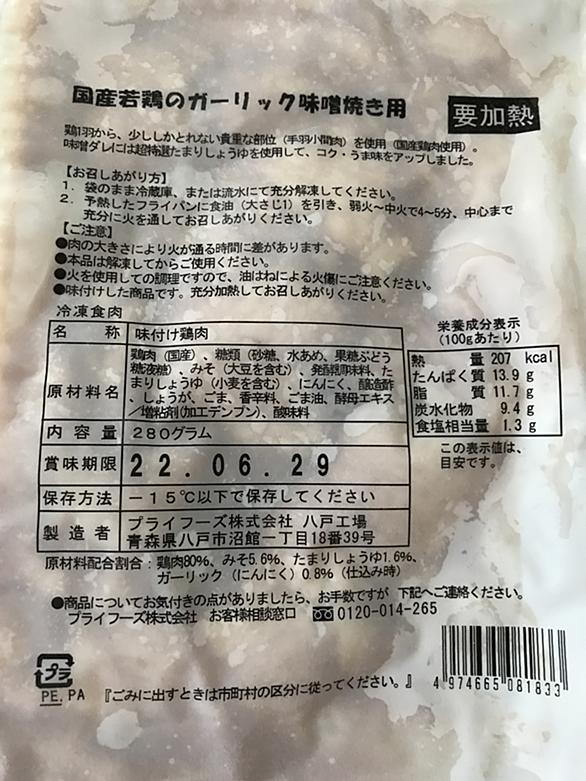 国産若鶏のガーリック味噌焼き用
要加熱
鶏1羽から、少ししかとれない貴重な部位（手羽小間肉）を使用（国産鶏肉使用）。
味噌ダレには超特選たまりしょうゆを使用して、コク・うま味をアップしました。
【お召しあがり方】
1. 袋のまま冷蔵庫、または流水にて充分解凍してください。
2. 予熱したフライパンに食油（大さじ1）を引き、弱火〜中火で4〜5分、中心まで
充分に火を通してお召しあがりください。
【ご注意】
●肉の大きさにより火が通る時間に差があります。
●本品は解凍してからご使用ください。
●火を使用しての調理ですので、油はねによる火傷にご注意ください。
●味付けした商品です。充分加熱してお召しあがりください。
冷凍食肉
名称 味付け鶏肉
原材料名
鶏肉（国産）、糖類（砂糖、水あめ、果糖ぶどう
糖液糖）、みそ（大豆を含む）、発酵調味料、た
まりしょうゆ（小麦を含む）、にんにく、醸造酢
、しょうが、ごま、香辛料、ごま油、酵母エキス
／増粘剤（加工デンプン）、酸味料
内容量 280グラム
賞味期限 22.06.29
保存方法 －15℃以下で保存してください
製造者
プライフーズ株式会社 八戸工場
青森県八戸市沼館一丁目18番39号
栄養成分表示
（100gあたり）
熱量 207 kcal
たんぱく質 13.9 g
脂質 11.7 g
炭水化物 9.4 g
食塩相当量 1.3 g
この表示値は、
目安です。
原材料配合割合：鶏肉80%、みそ5.6%、たまりしょうゆ1.6%、
ガーリック（にんにく）0.8%（仕込み時）
●商品についてお気付きの点がありましたら、お手数ですが 下記へご連絡ください。
プライフーズ株式会社 お客様相談窓口 0120-014-265
プラ
PE, PA
『ごみに出すときは市町村の区分に従ってください。』
4 974665 081833